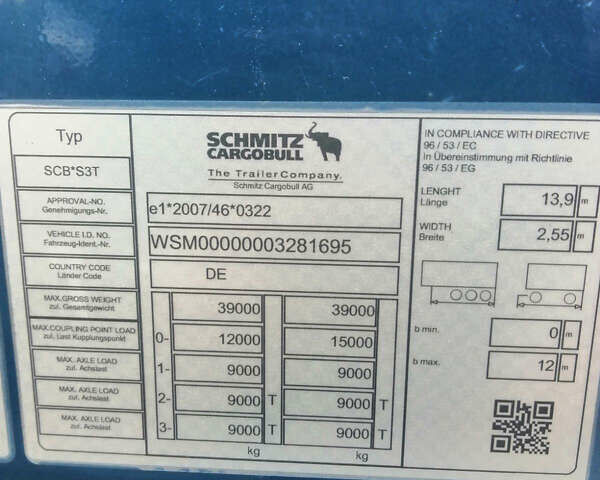 Typ
SCB*S3T
SCHMITZ
CARGOBULL
The TrailerCompany.
Schmitz Cargobull AG
APPROVAL-NO.
Genehmigungs-Nr.
e1*2007/46*0322
VEHICLE I.D. NO.
Fahrzeug-Ident.-Nr.
WSM00000003281695
COUNTRY CODE
Länder Code
DE
MAX.GROSS WEIGHT
zul. Gesamtgewicht
39000 39000
MAX.COUPLING POINT LOAD
zul. Last Kupplungspunkt
0- 12000 15000
MAX. AXLE LOAD
zul. Achslast
1- 9000 9000
MAX. AXLE LOAD
zul. Achslast
2- 9000 T 9000 T
MAX. AXLE LOAD
zul. Achslast
3- 9000 T 9000 T
kg kg
IN COMPLIANCE WITH DIRECTIVE
96 / 53 / EC
In Übereinstimmung mit Richtlinie
96 / 53 / EG
LENGHT
Länge
13,9 m
WIDTH
Breite
2,55 m
b min. 0 m
b max. 12 m